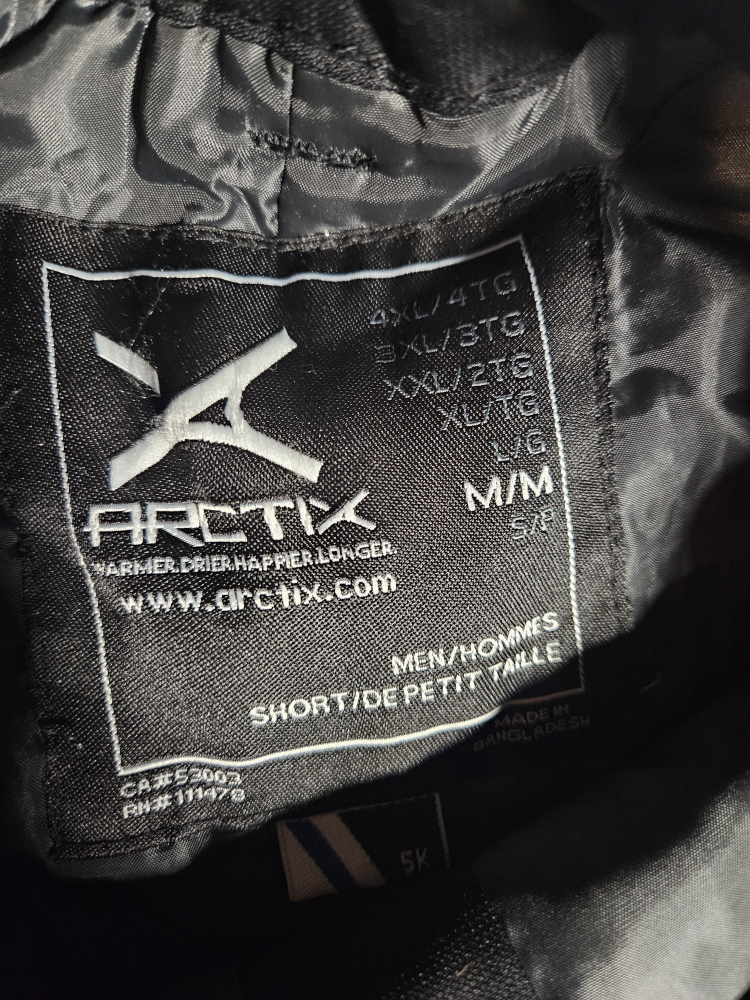 4XL/4TG
3XL/3TG
XXL/2TG
XL/TG
L/G
M/M
S/P
ARCTIX
WARMER.DRIER.HAPPIER.LONGER.
www.arctix.com
MEN/HOMMES
SHORT/DE PETIT TAILLE
MADE IN
BANGLADESH
CA#53003
RN#111478
5K